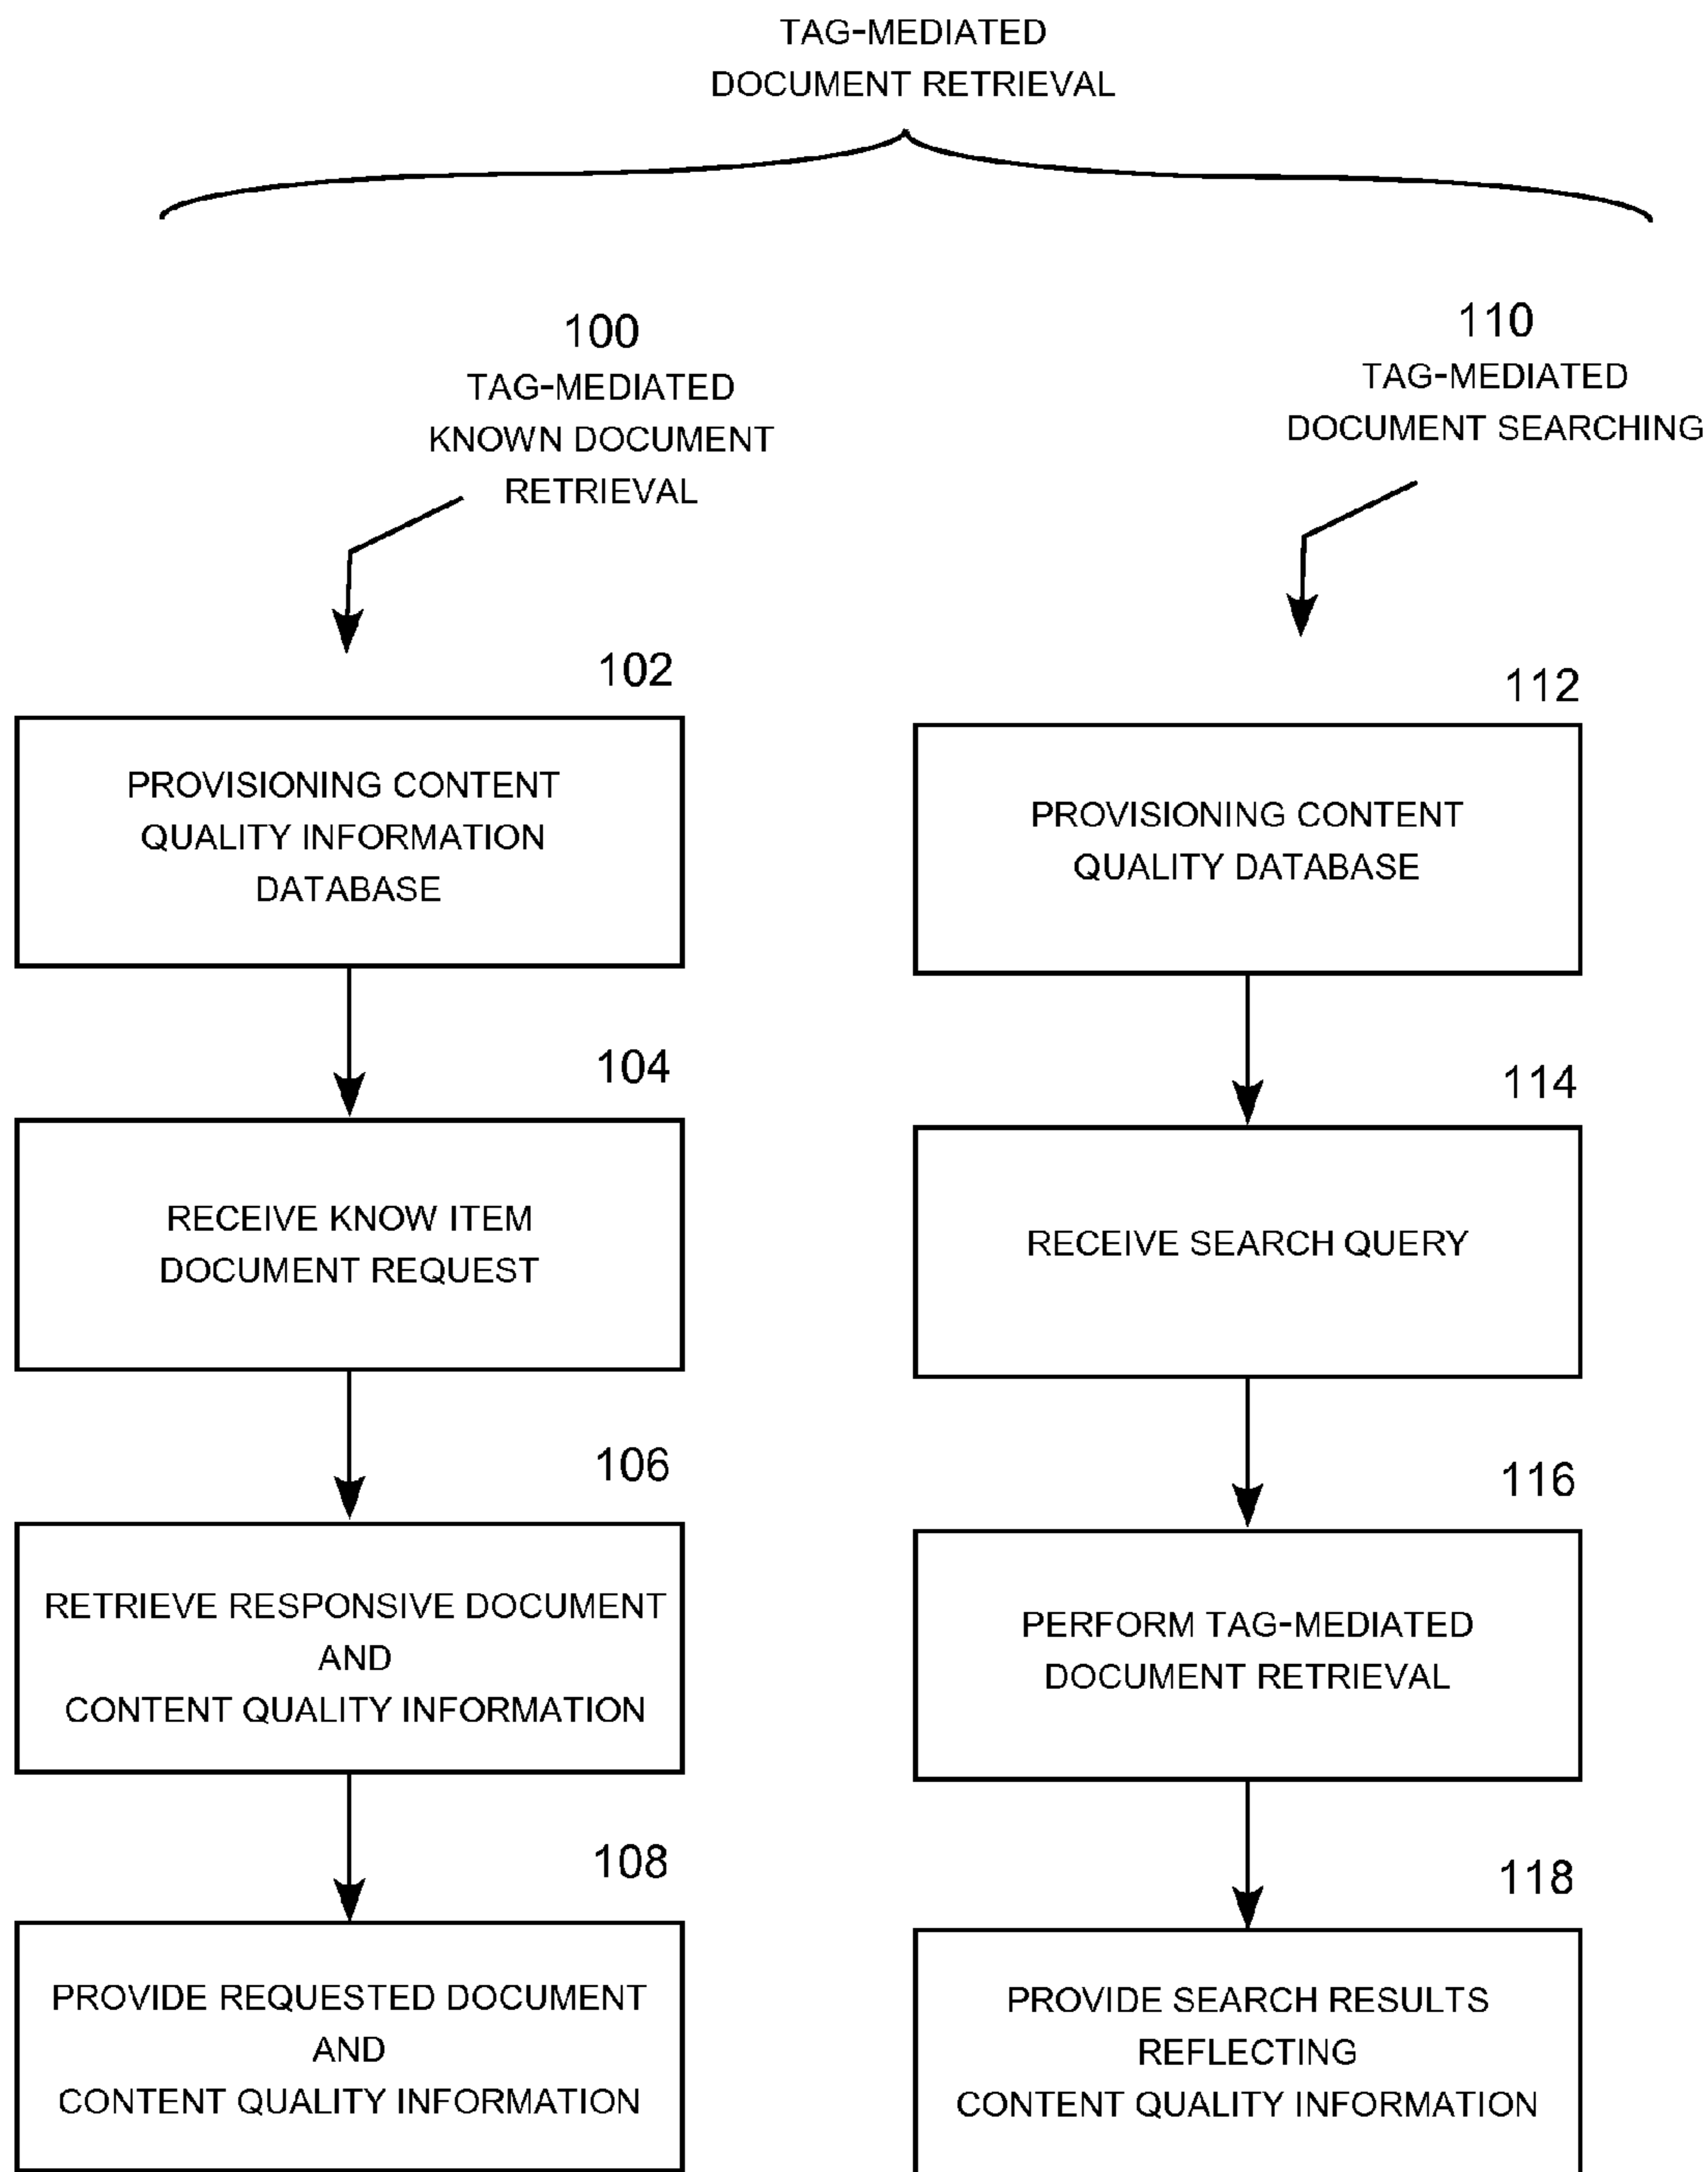 TAG-MEDIATED
DOCUMENT RETRIEVAL
100
TAG-MEDIATED
KNOWN DOCUMENT
RETRIEVAL
102
PROVISIONING CONTENT
QUALITY INFORMATION
DATABASE
104
RECEIVE KNOW ITEM
DOCUMENT REQUEST
106
RETRIEVE RESPONSIVE DOCUMENT
AND
CONTENT QUALITY INFORMATION
108
PROVIDE REQUESTED DOCUMENT
AND
CONTENT QUALITY INFORMATION
110
TAG-MEDIATED
DOCUMENT SEARCHING
112
PROVISIONING CONTENT
QUALITY DATABASE
114
RECEIVE SEARCH QUERY
116
PERFORM TAG-MEDIATED
DOCUMENT RETRIEVAL
118
PROVIDE SEARCH RESULTS
REFLECTING
CONTENT QUALITY INFORMATION